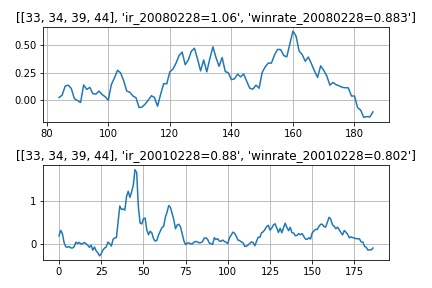 [[33, 34, 39, 44], 'ir_20080228=1.06', 'winrate_20080228=0.883']
0.50
0.25
0.00
80 100 120 140 160 180
[[33, 34, 39, 44], 'ir_20010228=0.88', 'winrate_20010228=0.802']
1
0
0 25 50 75 100 125 150 175